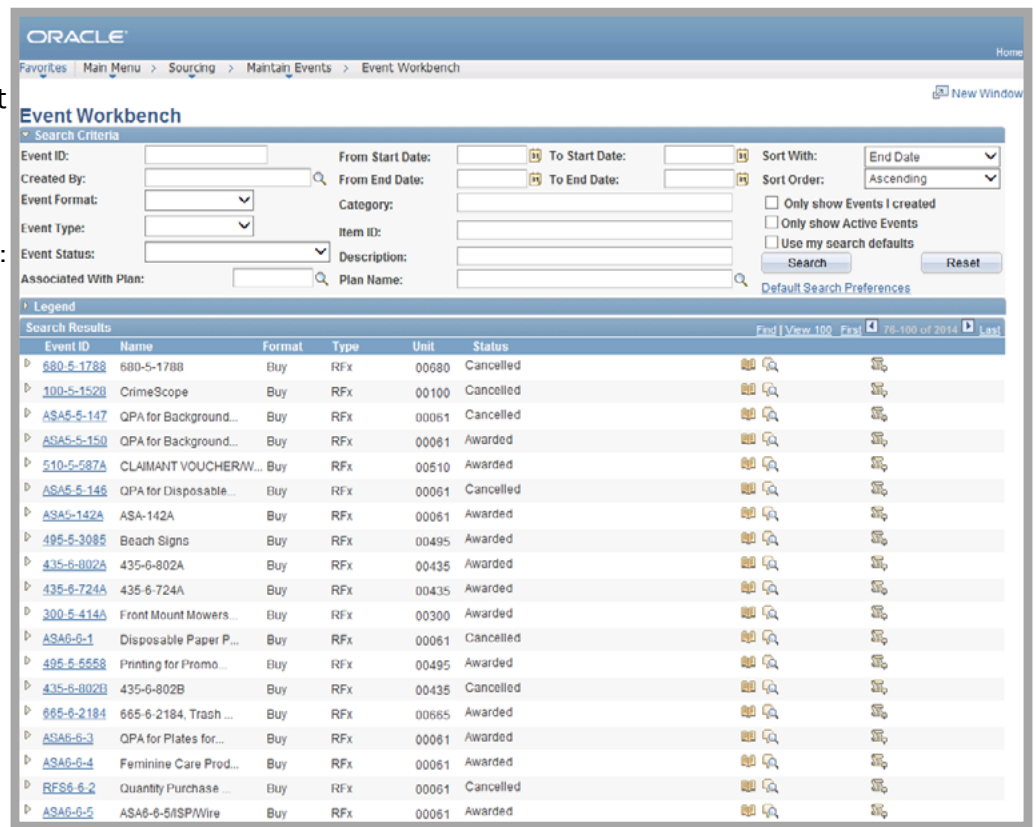 ORACLE
Home
Favorites Main Menu > Sourcing > Maintain Events > Event Workbench
New Window
t
Event Workbench
Search Criteria
Event ID: From Start Date: To Start Date: Sort With: End Date
Created By: From End Date: To End Date: Sort Order: Ascending
Event Format: Category: Only show Events I created
Event Type: Item ID: Only show Active Events
: Event Status: Description: Use my search defaults
Search Reset
Associated With Plan: Plan Name: Default Search Preferences
Legend
Search Results Find | View 100 First 76-100 of 2014 Last
Event ID Name Format Type Unit Status
680-5-1788 680-5-1788 Buy RFx 00680 Cancelled
100-5-1528 CrimeScope Buy RFx 00100 Cancelled
ASA5-5-147 QPA for Background... Buy RFx 00061 Cancelled
ASA5-5-150 QPA for Background... Buy RFx 00061 Awarded
510-5-587A CLAIMANT VOUCHER/W... Buy RFx 00510 Awarded
ASA5-5-146 QPA for Disposable... Buy RFx 00061 Cancelled
ASA5-142A ASA-142A Buy RFx 00061 Awarded
495-5-3085 Beach Signs Buy RFx 00495 Awarded
435-6-802A 435-6-802A Buy RFx 00435 Awarded
435-6-724A 435-6-724A Buy RFx 00435 Awarded
300-5-414A Front Mount Mowers... Buy RFx 00300 Awarded
ASA6-6-1 Disposable Paper P... Buy RFx 00061 Cancelled
495-5-5558 Printing for Promo... Buy RFx 00495 Awarded
435-6-802B 435-6-802B Buy RFx 00435 Cancelled
665-6-2184 665-6-2184, Trash ... Buy RFx 00665 Awarded
ASA6-6-3 QPA for Plates for... Buy RFx 00061 Awarded
ASA6-6-4 Feminine Care Prod... Buy RFx 00061 Awarded
RFS6-6-2 Quantity Purchase ... Buy RFx 00061 Cancelled
ASA6-6-5 ASA6-6-5/ISP/Wire Buy RFx 00061 Awarded